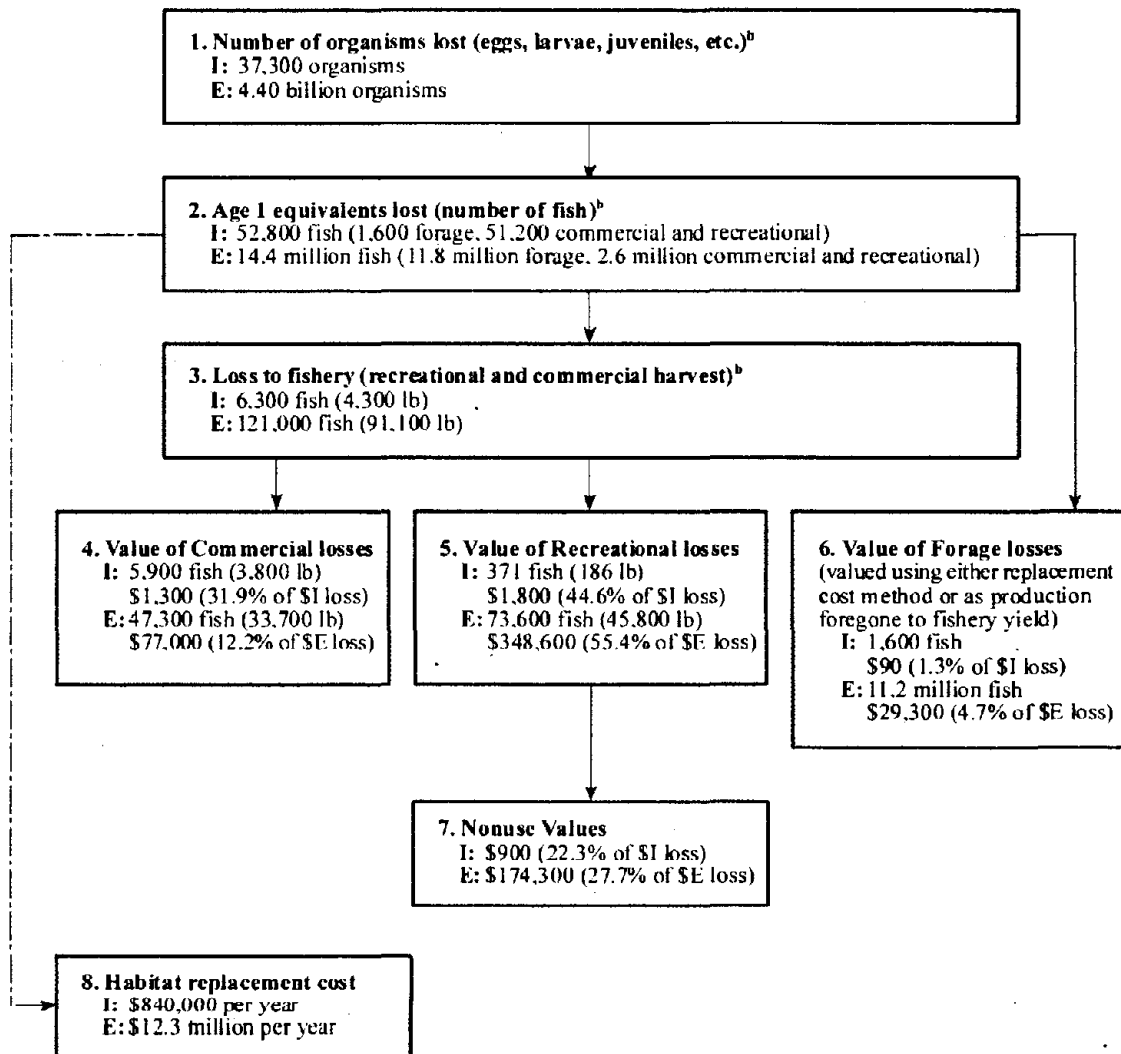 1. Number of organisms lost (eggs, larvae, juveniles, etc.)ᵇ
I: 37,300 organisms
E: 4.40 billion organisms
2. Age 1 equivalents lost (number of fish)ᵇ
I: 52,800 fish (1,600 forage, 51,200 commercial and recreational)
E: 14.4 million fish (11.8 million forage, 2.6 million commercial and recreational)
3. Loss to fishery (recreational and commercial harvest)ᵇ
I: 6,300 fish (4,300 lb)
E: 121,000 fish (91,100 lb)
4. Value of Commercial losses
I: 5,900 fish (3,800 lb)
$1,300 (31.9% of $I loss)
E: 47,300 fish (33,700 lb)
$77,000 (12.2% of $E loss)
5. Value of Recreational losses
I: 371 fish (186 lb)
$1,800 (44.6% of $I loss)
E: 73,600 fish (45,800 lb)
$348,600 (55.4% of $E loss)
6. Value of Forage losses
(valued using either replacement
cost method or as production
foregone to fishery yield)
I: 1,600 fish
$90 (1.3% of $I loss)
E: 11.2 million fish
$29,300 (4.7% of $E loss)
7. Nonuse Values
I: $900 (22.3% of $I loss)
E: $174,300 (27.7% of $E loss)
8. Habitat replacement cost
I: $840,000 per year
E: $12.3 million per year